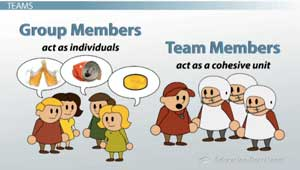 TEAMS
Group Members
act as individuals
Team Members
act as a cohesive unit